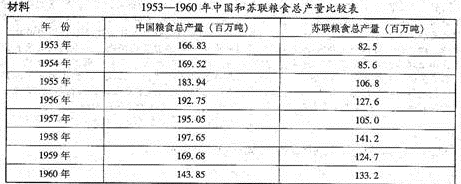 材料 1953—1960 年中国和苏联粮食总产量比较表
年 份 中国粮食总产量(百万吨) 苏联粮食总产量(百万吨)
1953 年 166.83 82.5
1954 年 169.52 85.6
1955 年 183.94 106.8
1956 年 192.75 127.6
1957 年 195.05 105.0
1958 年 197.65 141.2
1959 年 169.68 124.7
1960 年 143.85 133.2